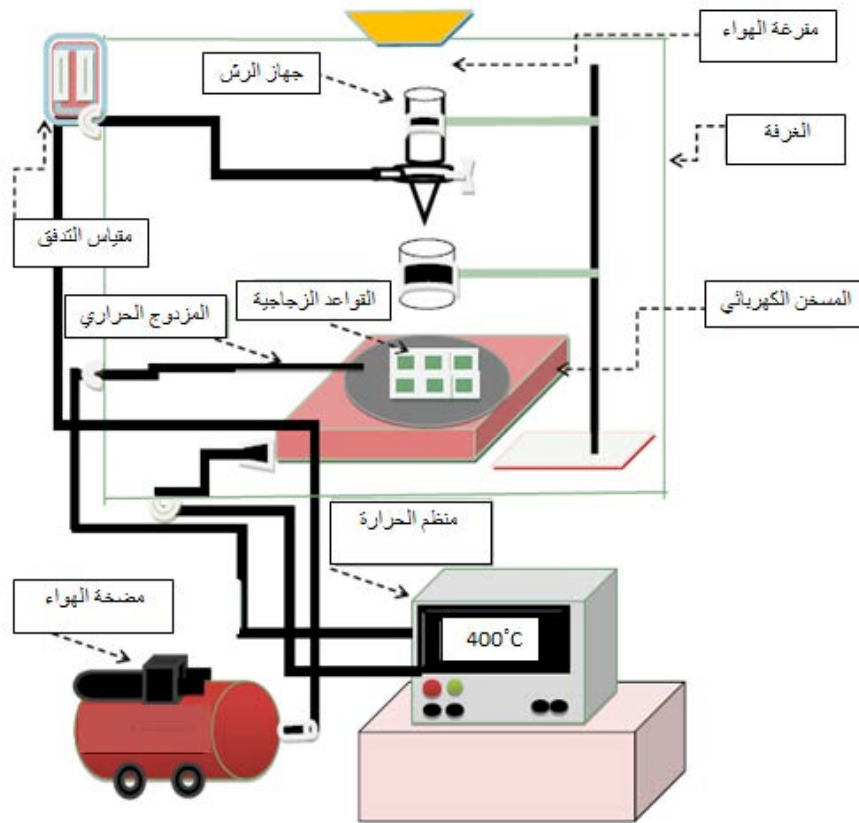 مفرغة الهواء
جهاز الرش
الغرفة
مقياس التدفق
القواعد الزجاجية
المزدوج الحراري
المسخن الكهربائي
منظم الحرارة
مضخة الهواء
400˚C